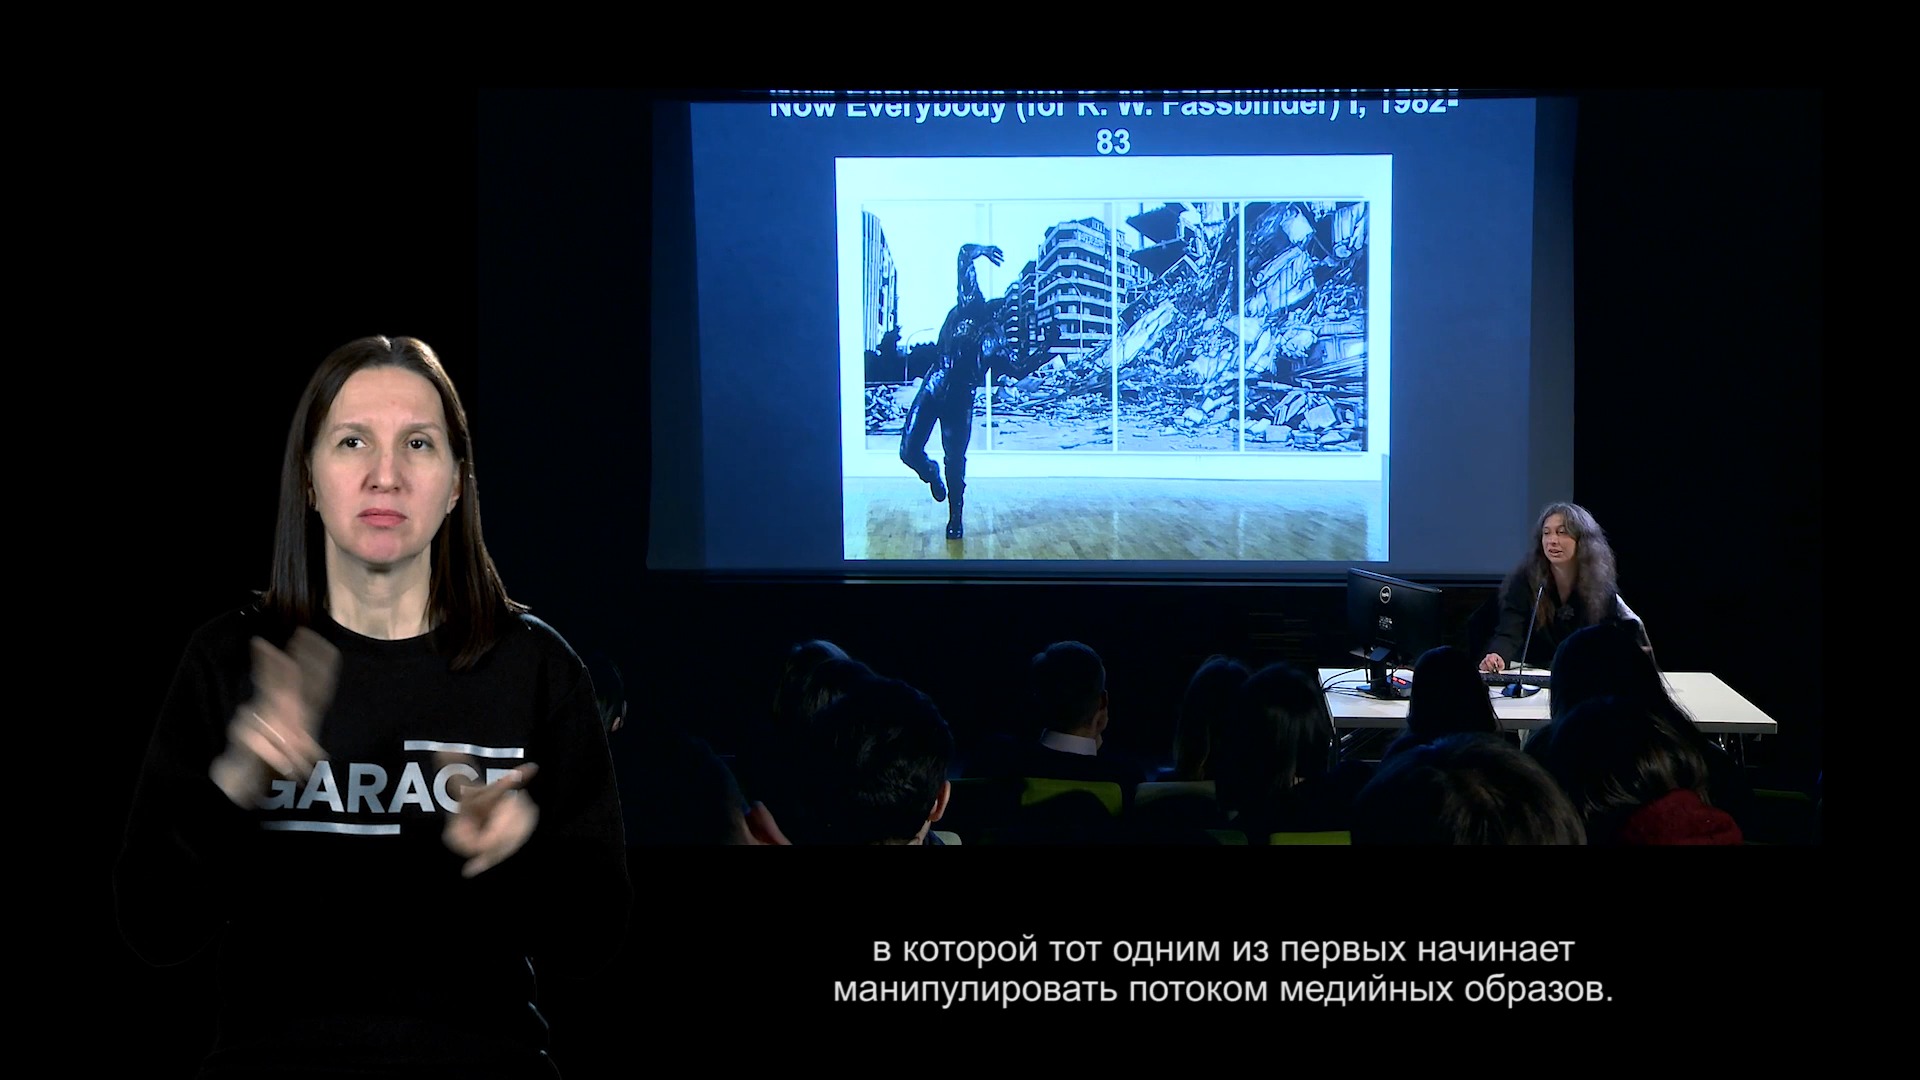 Now Everybody (for R. W. Fassbinder) I, 1982-
83
GARAGE
в которой тот одним из первых начинает
манипулировать потоком медийных образов.